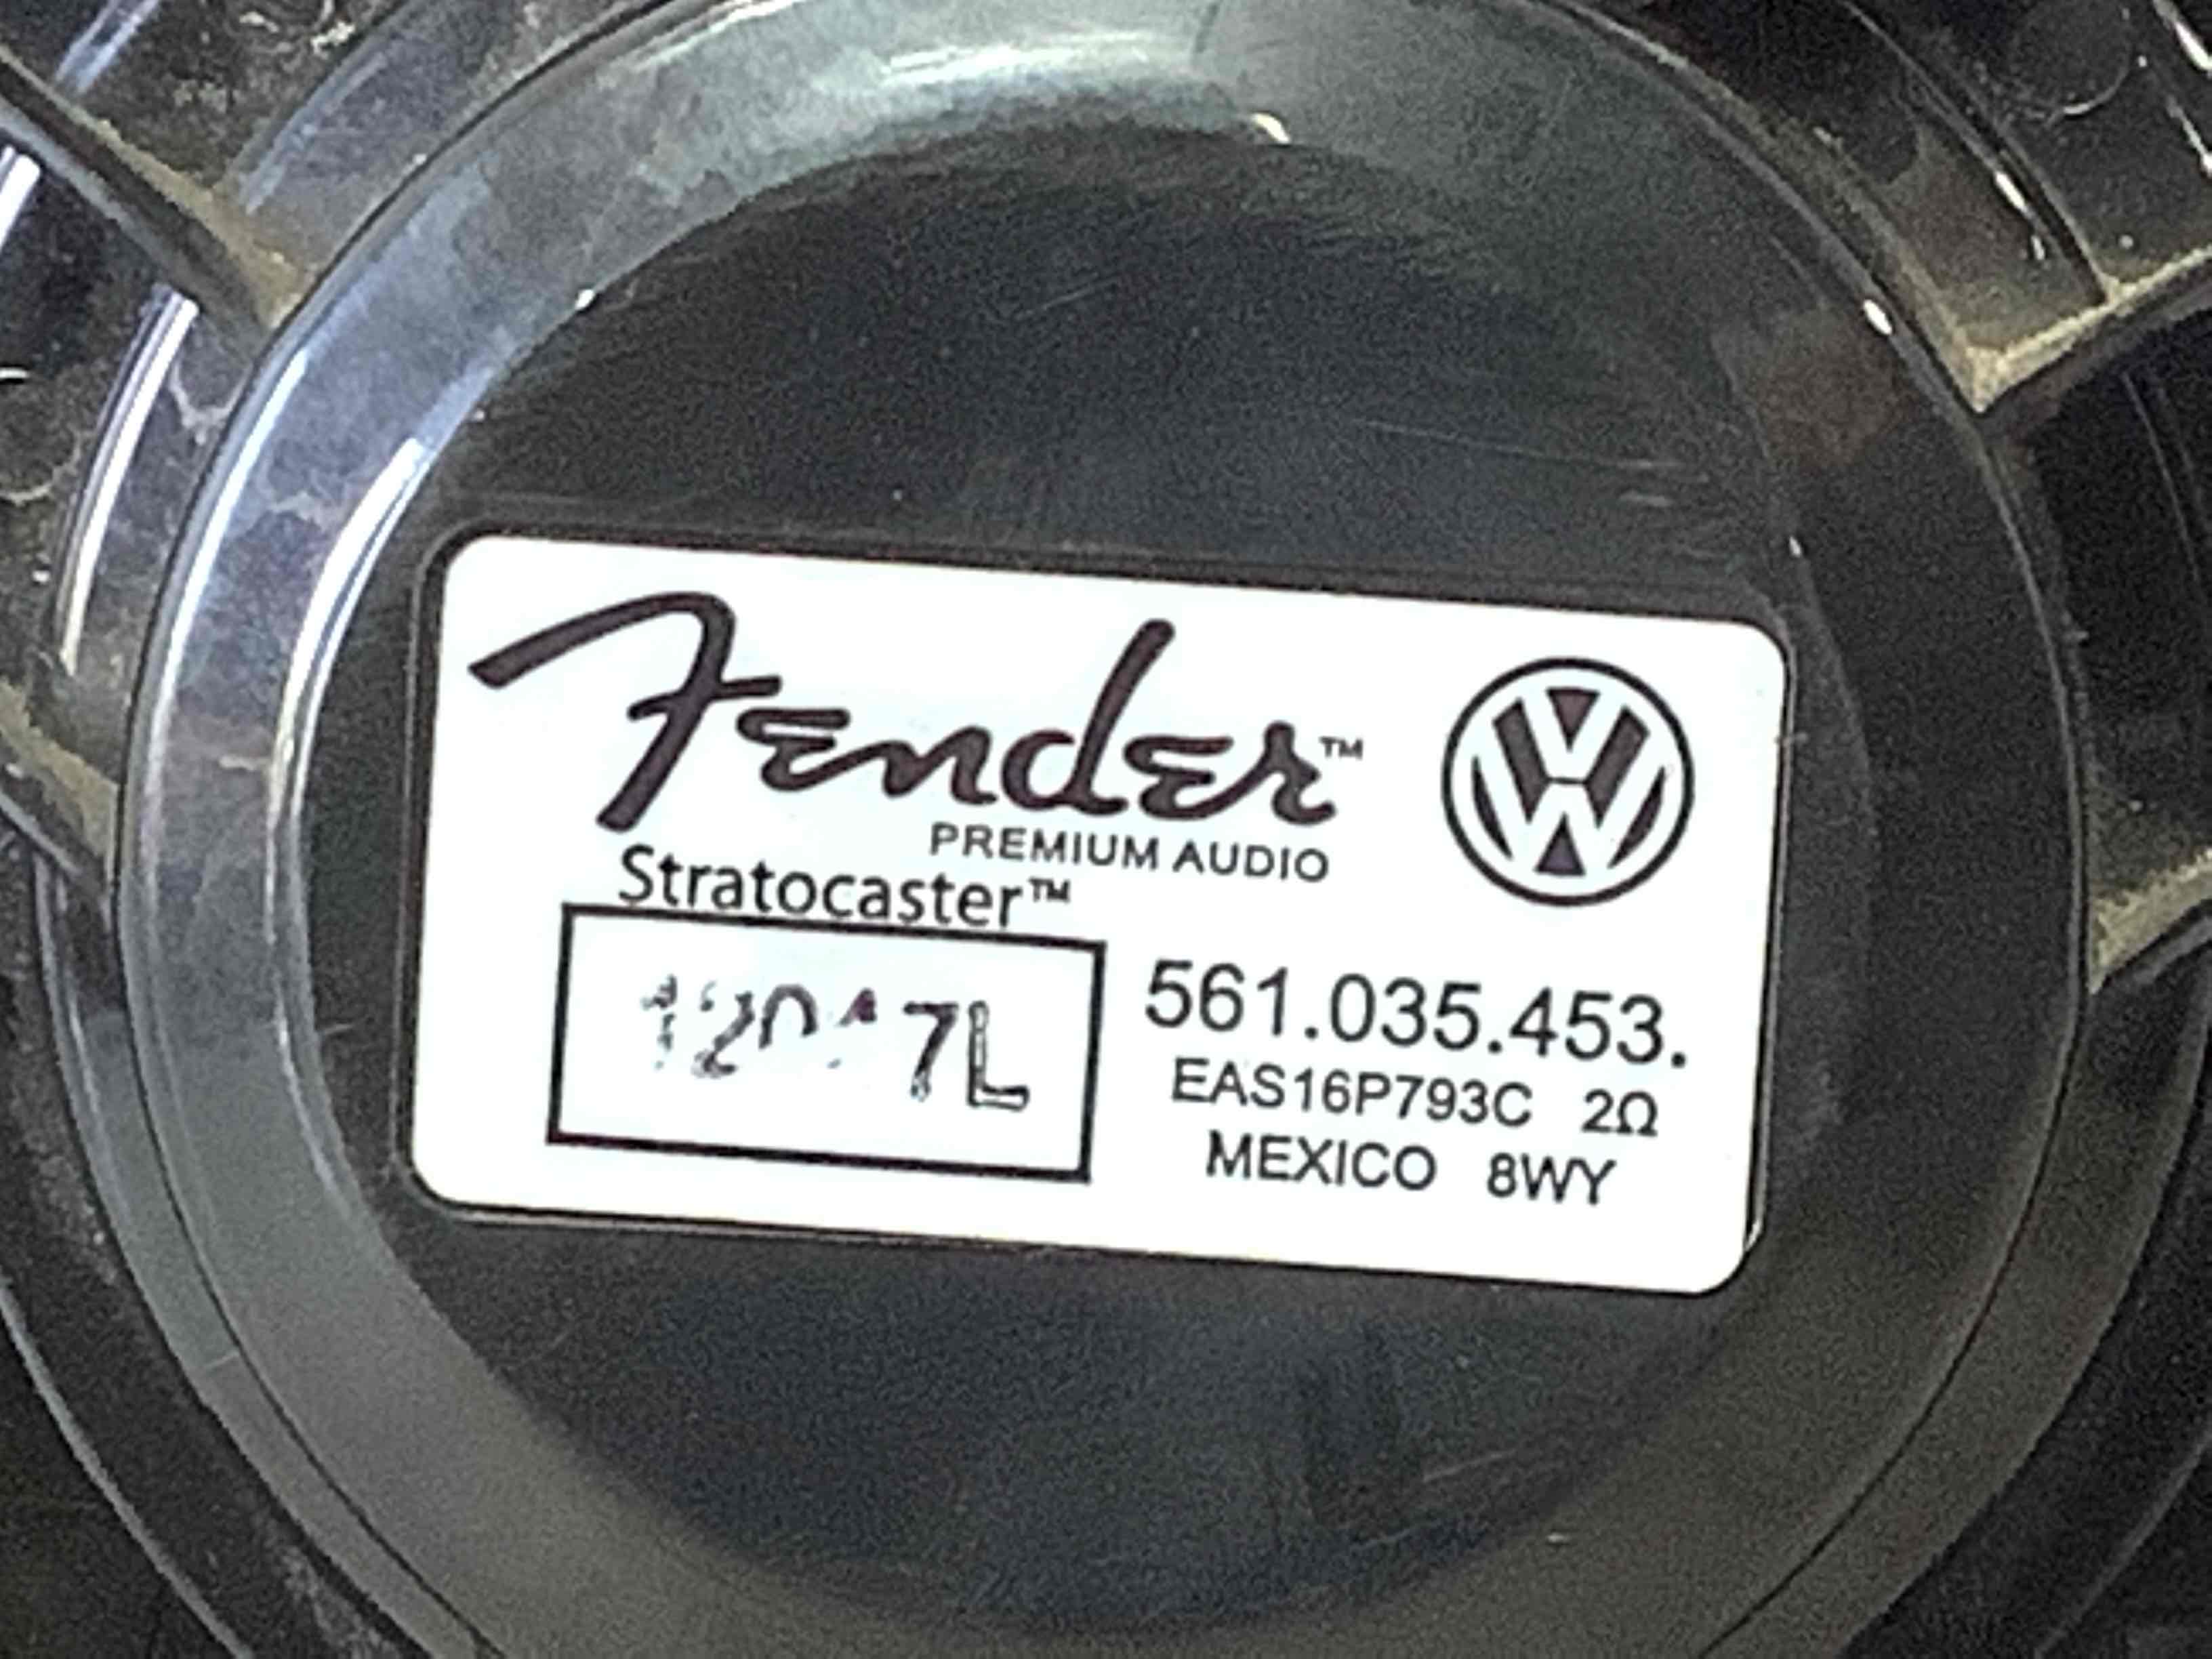 Fender™
PREMIUM AUDIO
Stratocaster™
561.035.453.
EAS16P793C 2Ω
MEXICO 8WY